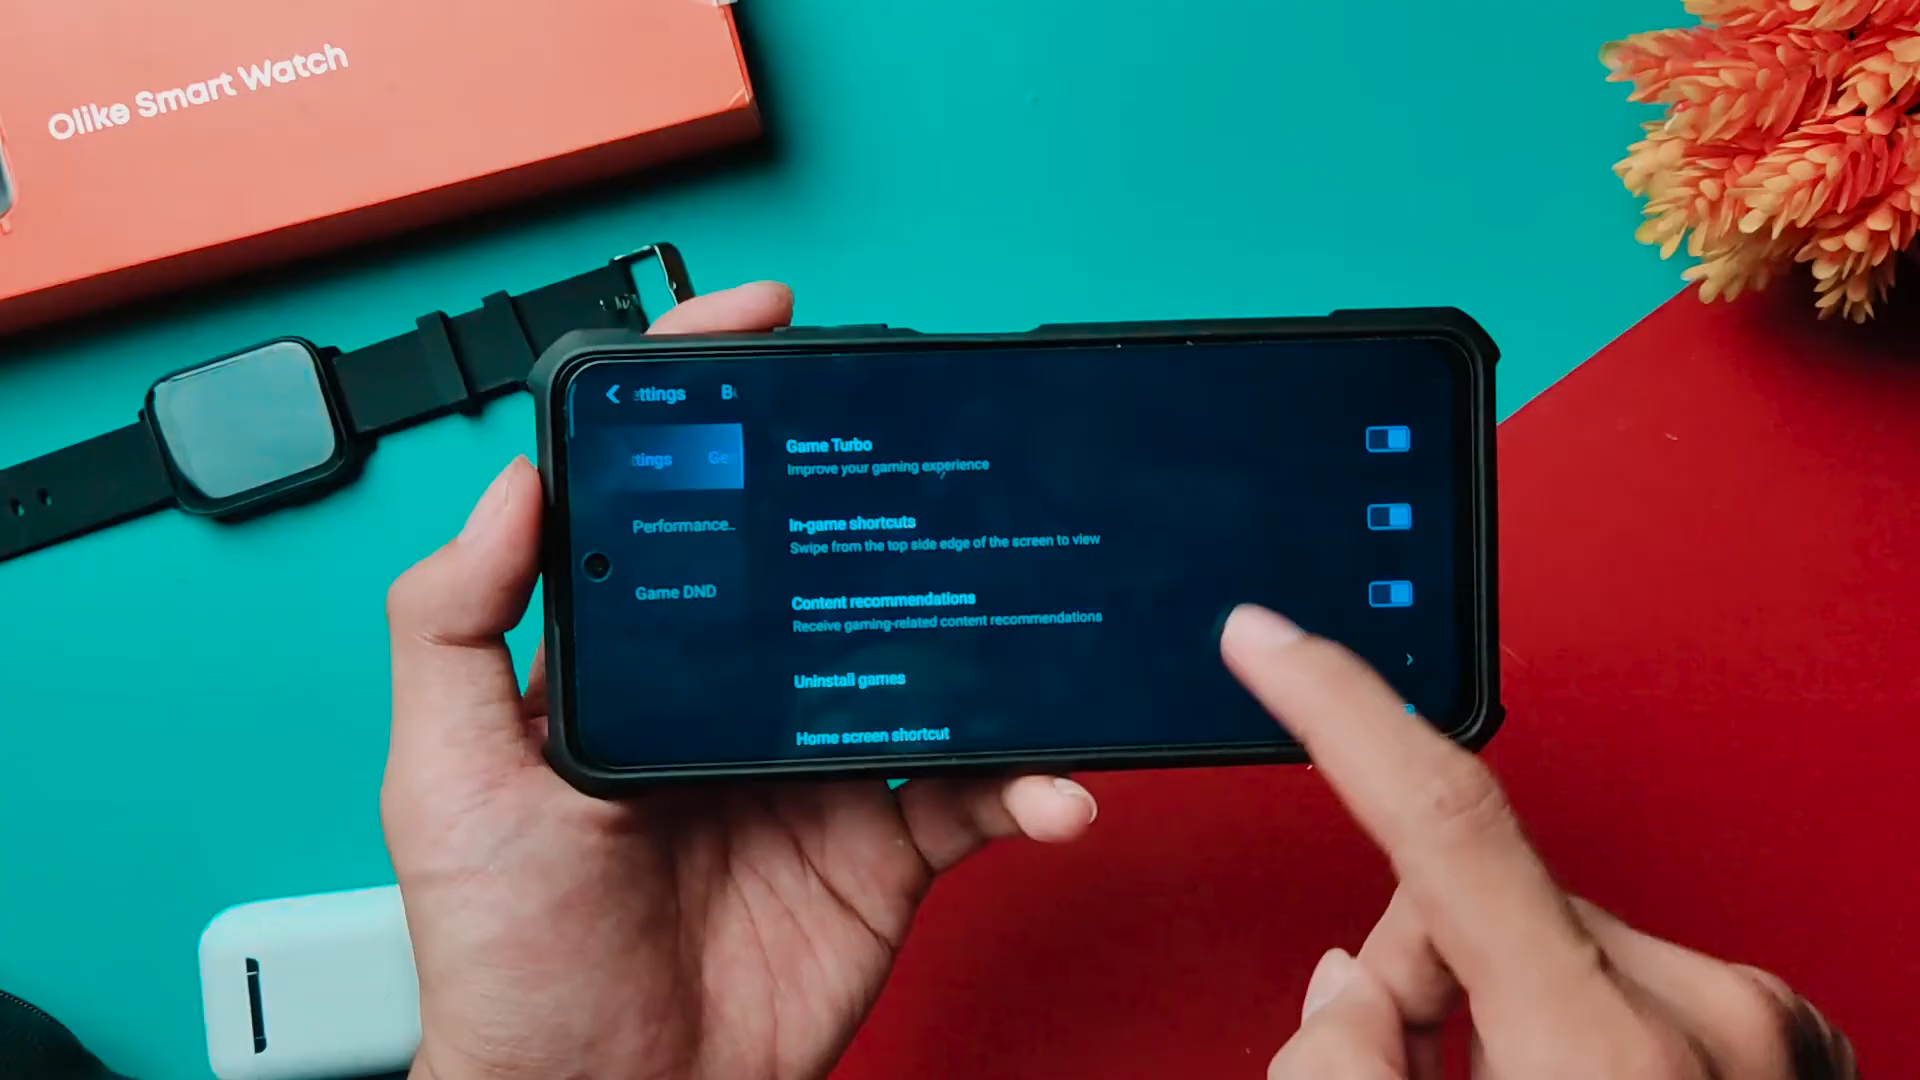 Olike Smart Watch
ettings
tings
Performance..
Game DND
Game Turbo
Improve your gaming experience
In-game shortcuts
Swipe from the top side edge of the screen to view
Content recommendations
Receive gaming-related content recommendations
Uninstall games
Home screen shortcut